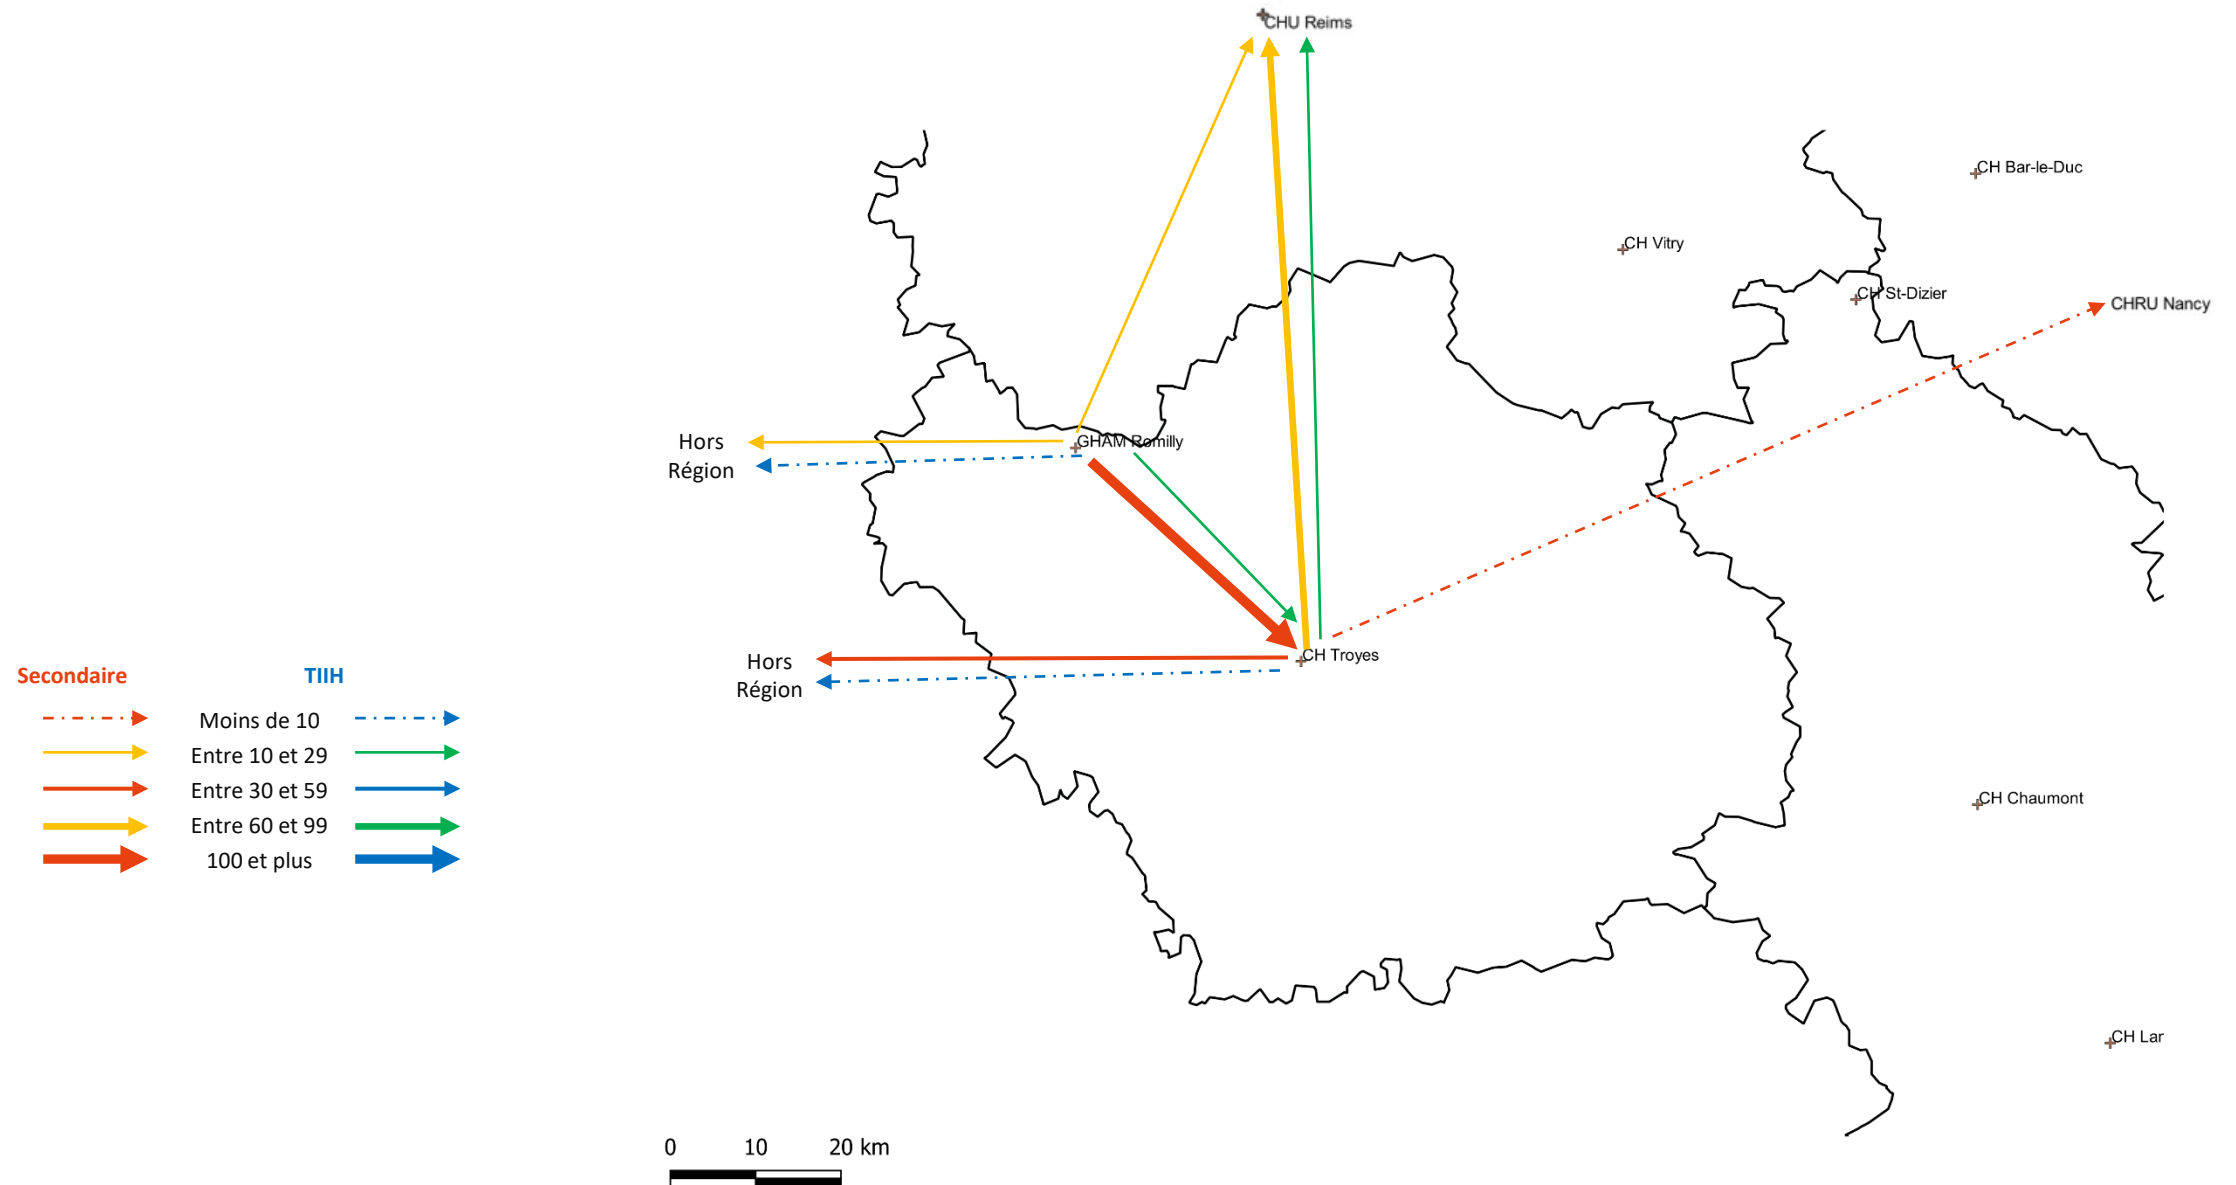 CHU Reims
CH Bar-le-Duc
CH Vitry
CH St-Dizier
CHRU Nancy
Hors
Région
GHAM Romilly
Hors
Région
CH Troyes
Secondaire
TIIH
Moins de 10
Entre 10 et 29
Entre 30 et 59
Entre 60 et 99
100 et plus
CH Chaumont
CH Lar
0 10 20 km